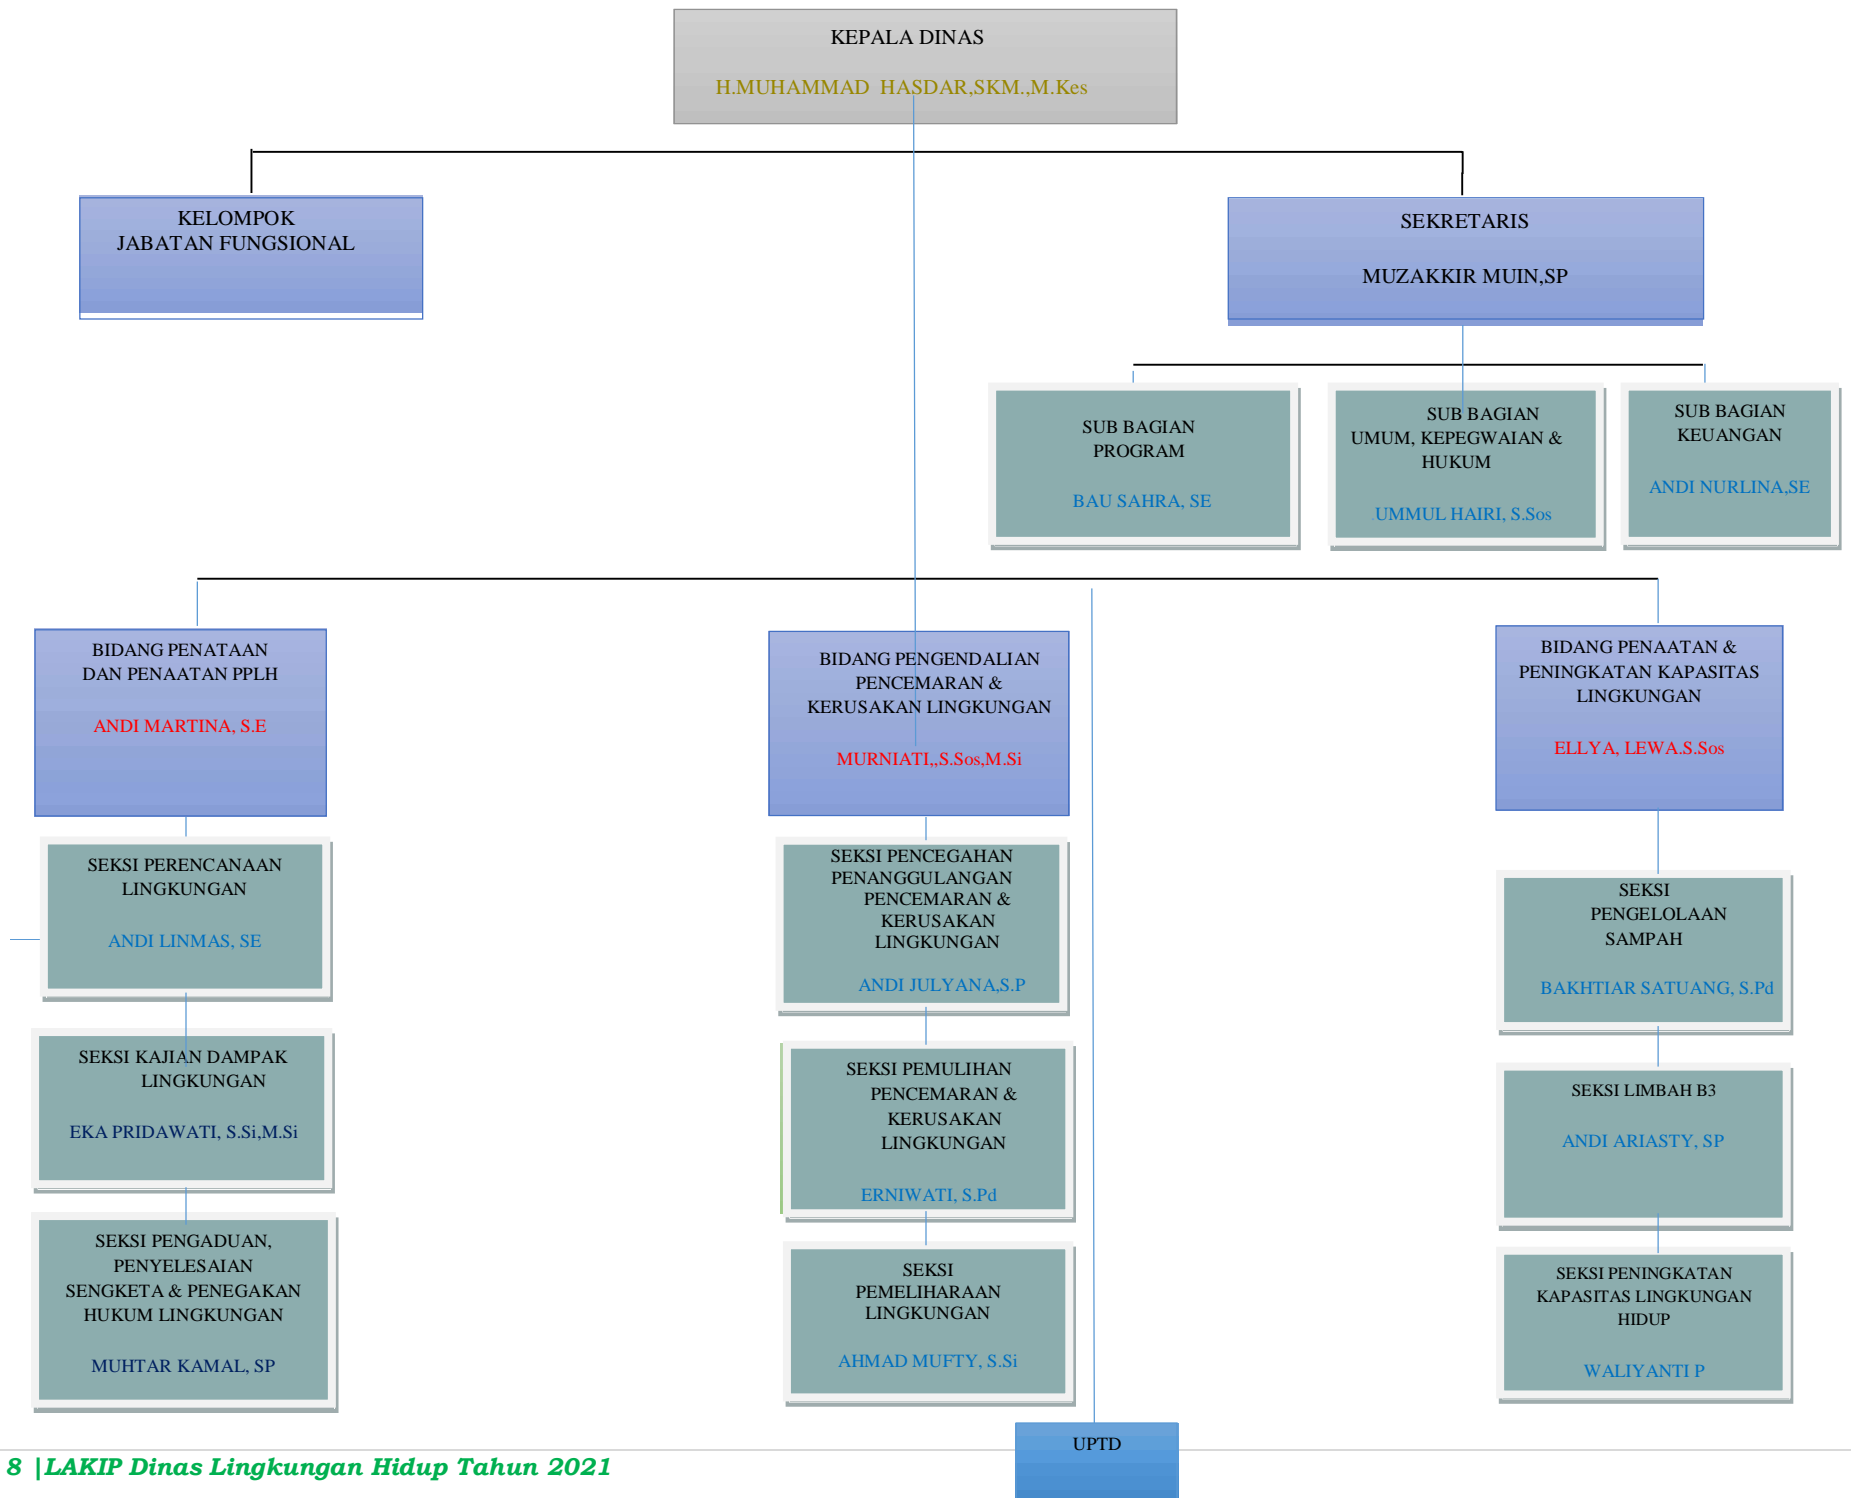 KEPALA DINAS
H.MUHAMMAD HASDAR,SKM.,M.Kes
KELOMPOK
JABATAN FUNGSIONAL
SEKRETARIS
MUZAKKIR MUIN,SP
SUB BAGIAN
PROGRAM
BAU SAHRA, SE
SUB BAGIAN
UMUM, KEPEGWAIAN &
HUKUM
UMMUL HAIRI, S.Sos
SUB BAGIAN
KEUANGAN
ANDI NURLINA,SE
BIDANG PENATAAN
DAN PENAATAN PPLH
ANDI MARTINA, S.E
BIDANG PENGENDALIAN
PENCEMARAN &
KERUSAKAN LINGKUNGAN
MURNIATI,,S.Sos,M.Si
BIDANG PENAATAN &
PENINGKATAN KAPASITAS
LINGKUNGAN
ELLYA, LEWA.S.Sos
SEKSI PERENCANAAN
LINGKUNGAN
ANDI LINMAS, SE
SEKSI KAJIAN DAMPAK
LINGKUNGAN
EKA PRIDAWATI, S.Si,M.Si
SEKSI PENGADUAN,
PENYELESAIAN
SENGKETA & PENEGAKAN
HUKUM LINGKUNGAN
MUHTAR KAMAL, SP
SEKSI PENCEGAHAN
PENANGGULANGAN
PENCEMARAN &
KERUSAKAN
LINGKUNGAN
ANDI JULYANA,S.P
SEKSI PEMULIHAN
PENCEMARAN &
KERUSAKAN
LINGKUNGAN
ERNIWATI, S.Pd
SEKSI
PEMELIHARAAN
LINGKUNGAN
AHMAD MUFTY, S.Si
SEKSI
PENGELOLAAN
SAMPAH
BAKHTIAR SATUANG, S.Pd
SEKSI LIMBAH B3
ANDI ARIASTY, SP
SEKSI PENINGKATAN
KAPASITAS LINGKUNGAN
HIDUP
WALIYANTI P
UPTD
8 |LAKIP Dinas Lingkungan Hidup Tahun 2021